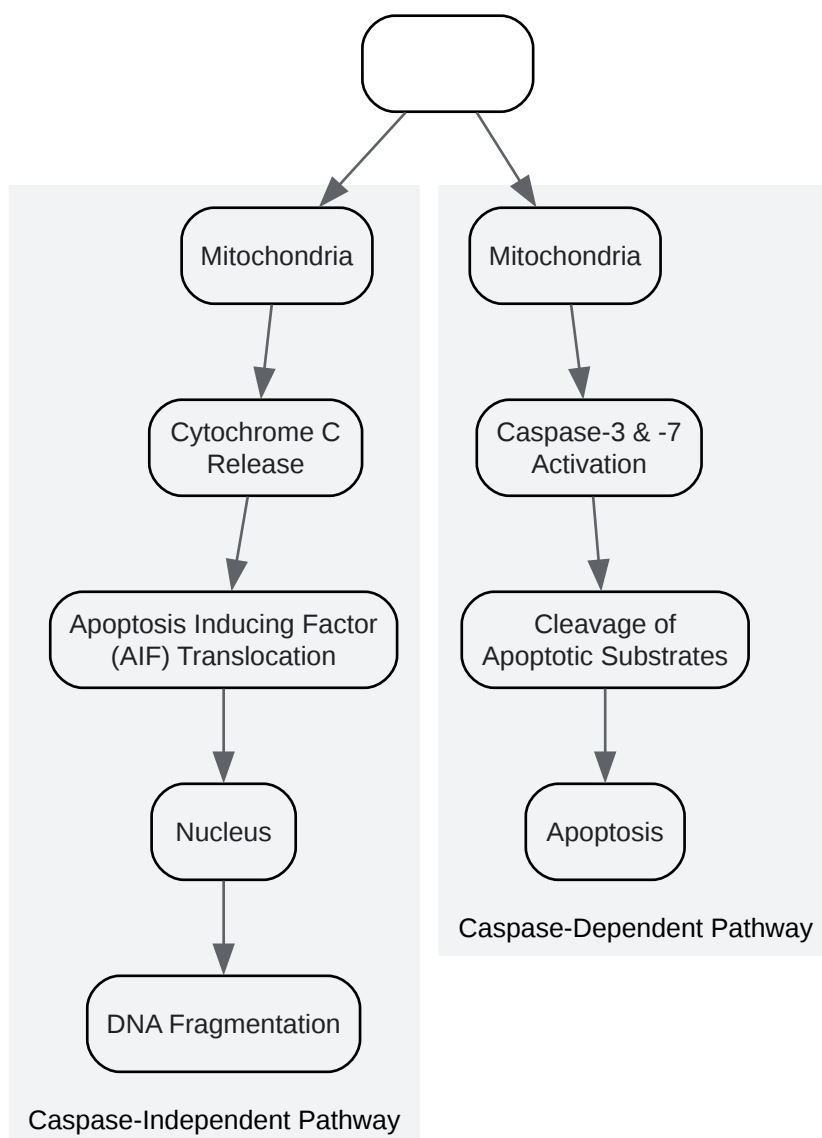 Mitochondria
Mitochondria
Cytochrome C
Release
Caspase-3 & -7
Activation
Apoptosis Inducing Factor
(AIF) Translocation
Cleavage of
Apoptotic Substrates
Nucleus
Apoptosis
Caspase-Dependent Pathway
DNA Fragmentation
Caspase-Independent Pathway